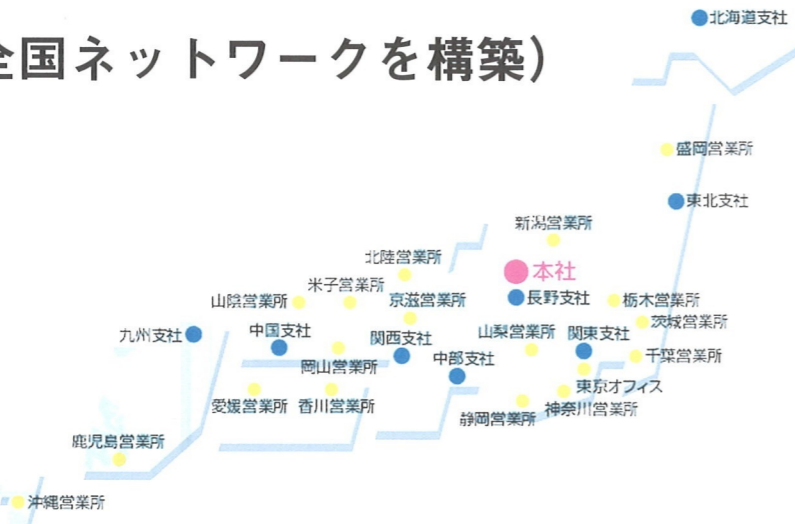 全国ネットワークを構築）
北海道支社
盛岡営業所
東北支社
新潟営業所
北陸営業所
本社
米子営業所
長野支社
山陰営業所
京滋営業所
栃木営業所
茨城営業所
九州支社
中国支社
関西支社
山梨営業所
関東支社
中部支社
千葉営業所
岡山営業所
東京オフィス
愛媛営業所
香川営業所
神奈川営業所
静岡営業所
鹿児島営業所
沖縄営業所